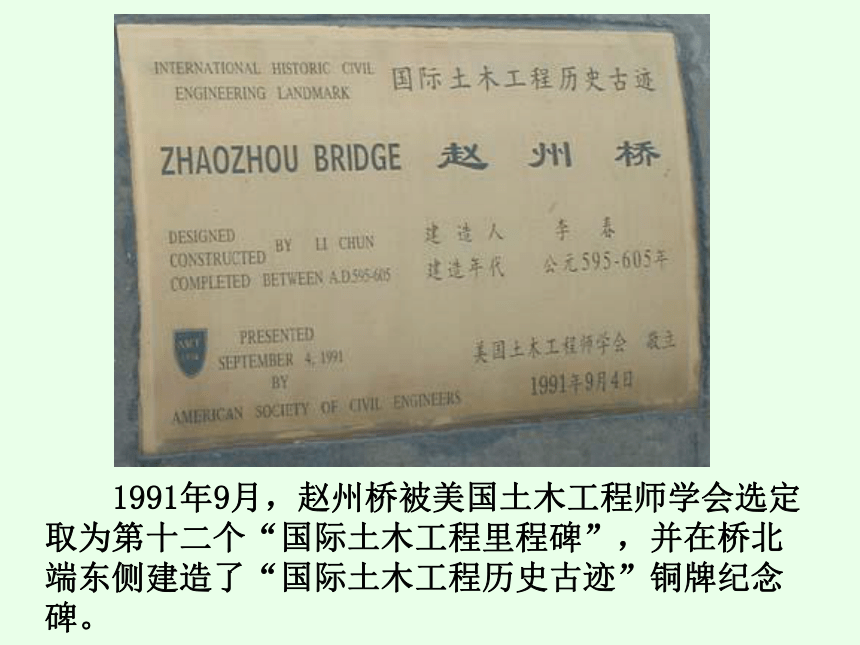 INTERNATIONAL HISTORIC CIVIL
ENGINEERING LANDMARK
国际土木工程历史古迹
ZHAOZHOU BRIDGE 赵州桥
DESIGNED
CONSTRUCTED BY LI CHUN
COMPLETED BETWEEN A.D.595-605
建造人 李春
建造年代 公元595-605年
PRESENTED
SEPTEMBER 4, 1991
BY
AMERICAN SOCIETY OF CIVIL ENGINEERS
美国土木工程师学会 敬立
1991年9月4日
1991年9月，赵州桥被美国土木工程师学会选定
取为第十二个“国际土木工程里程碑”，并在桥北
端东侧建造了“国际土木工程历史古迹”铜牌纪念
碑。